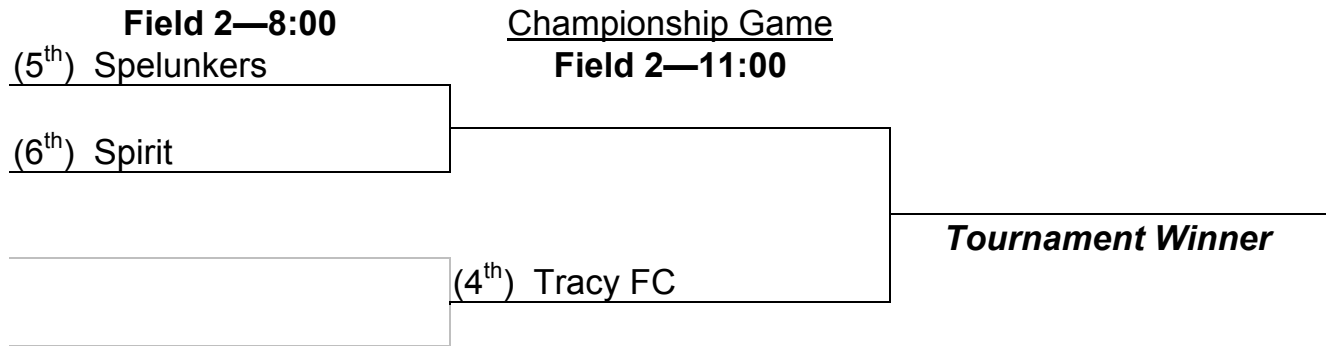 Field 2—8:00
Championship Game
(5th) Spelunkers
Field 2—11:00
(6th) Spirit
Tournament Winner
(4th) Tracy FC